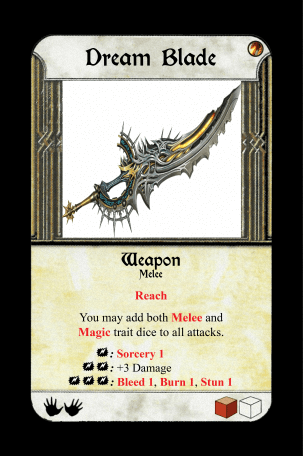 Dream Blade
Weapon
Melee
Reach
You may add both Melee and
Magic trait dice to all attacks.
: Sorcery 1
: +3 Damage
: Bleed 1, Burn 1, Stun 1